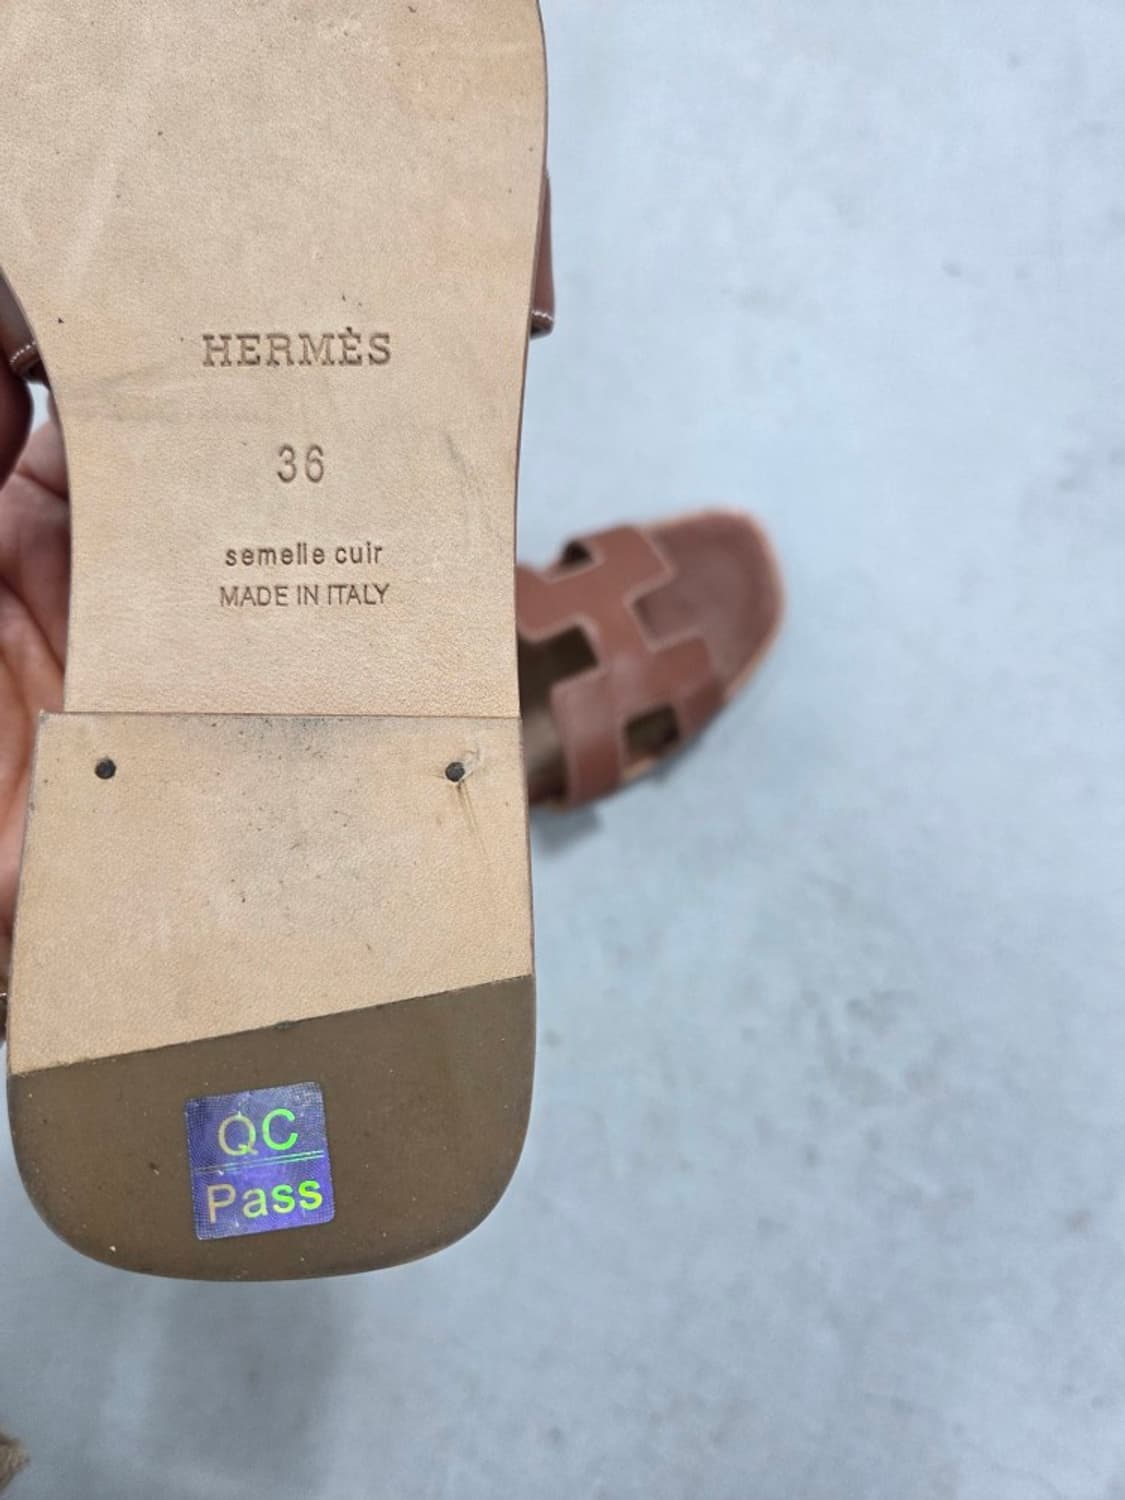 HERMÈS
36
semelle cuir
MADE IN ITALY
QC
Pass